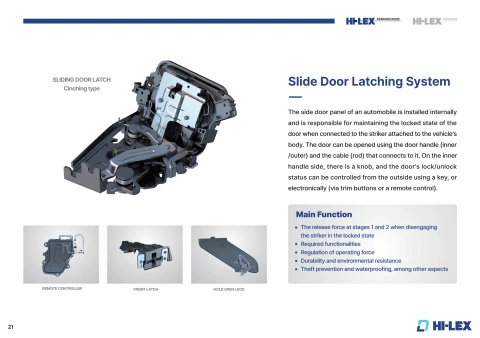 HI-LEX
HI-LEX
SLIDING DOOR LATCH
Cinching type
Slide Door Latching System
The side door panel of an automobile is installed internally
and is responsible for maintaining the locked state of the
door when connected to the striker attached to the vehicle's
body. The door can be opened using the door handle (inner
/outer) and the cable (rod) that connects to it. On the inner
handle side, there is a knob, and the door's lock/unlock
status can be controlled from the outside using a key, or
electronically (via trim buttons or a remote control).
Main Function
• The release force at stages 1 and 2 when disengaging
the striker in the locked state
• Required functionalities
• Regulation of operating force
• Durability and environmental resistance
• Theft prevention and waterproofing, among other aspects
REMOTE CONTROLLER
FRONT LATCH
HOLD OPEN LOCK
21
HI-LEX